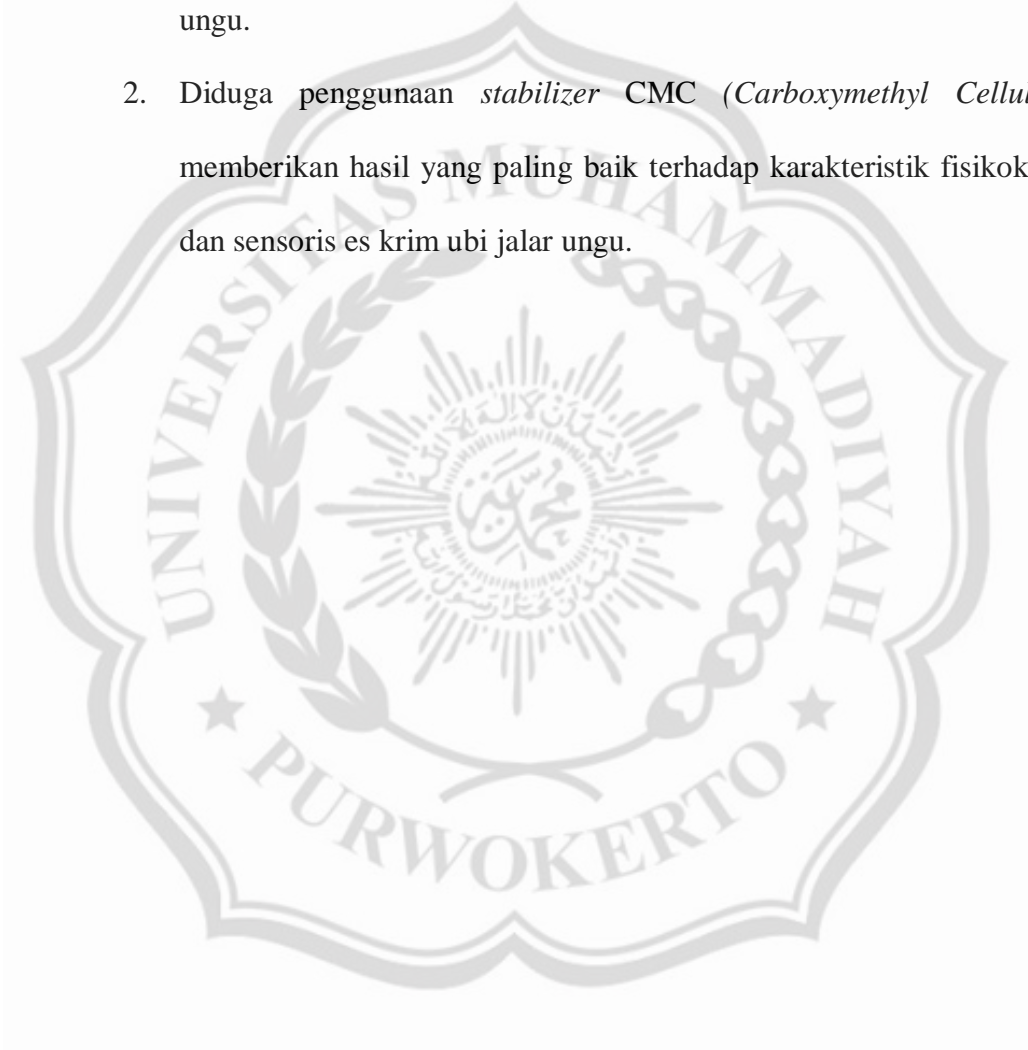 ungu.
2. Diduga penggunaan stabilizer CMC (Carboxymethyl Cellul
memberikan hasil yang paling baik terhadap karakteristik fisikok
dan sensoris es krim ubi jalar ungu.
UNIVERSITAS MUHAMMADIYAH
PURWOKERTO